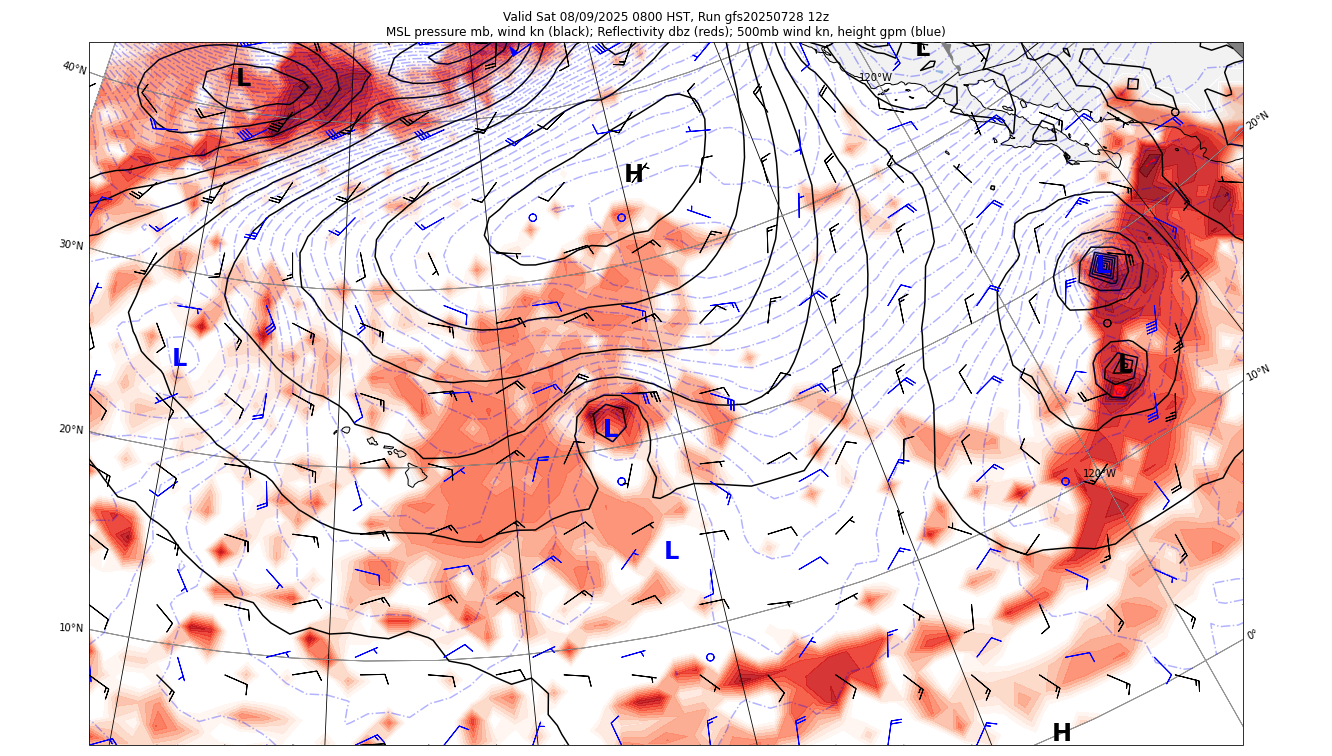 Valid Sat 08/09/2025 0800 HST, Run gfs20250728 12z
MSL pressure mb, wind kn (black); Reflectivity dbz (reds); 500mb wind kn, height gpm (blue)
L
40°N
L
120°W
20°N
H
30°N
L
L
L
10°N
20°N
L
120°W
L
10°N
0°
H